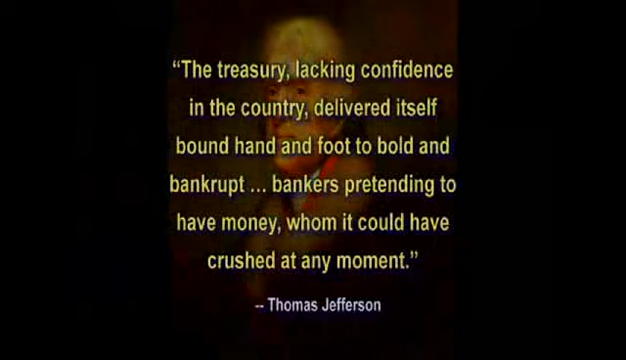 “The treasury, lacking confidence
in the country, delivered itself
bound hand and foot to bold and
bankrupt ... bankers pretending to
have money, whom it could have
crushed at any moment.”
-- Thomas Jefferson